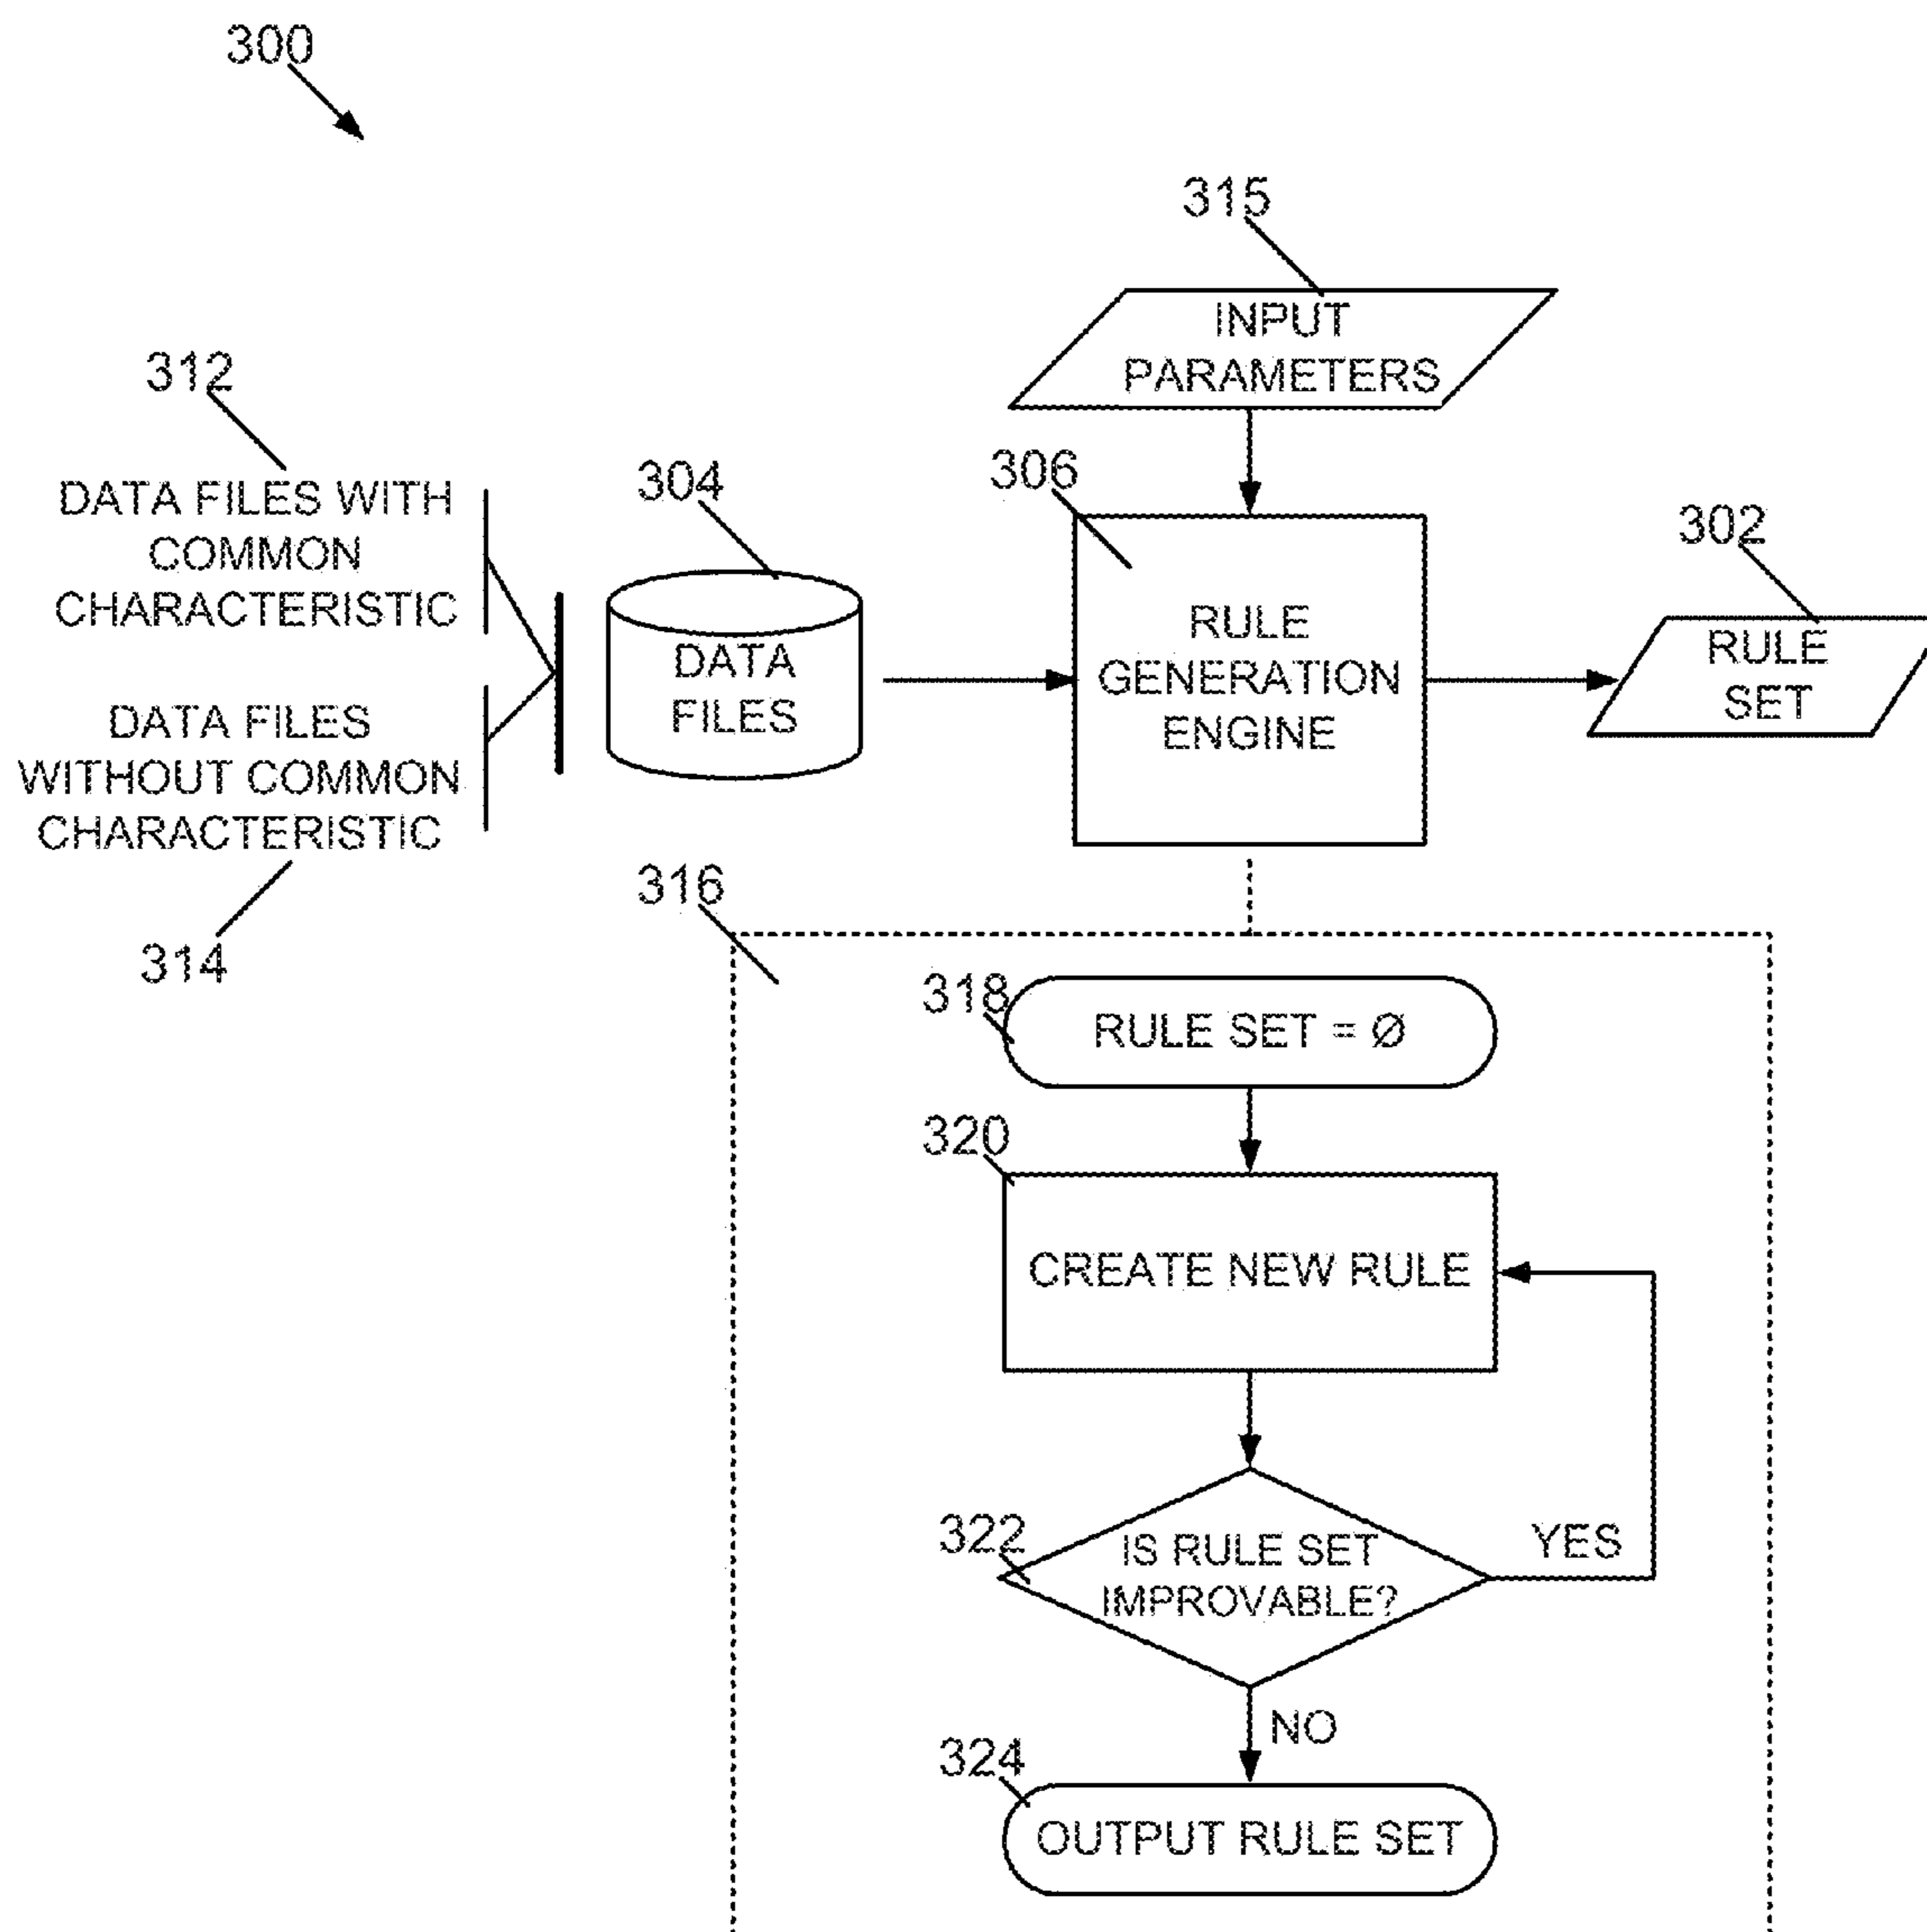 300
315
INPUT
PARAMETERS
312
DATA FILES WITH
COMMON
CHARACTERISTIC
304
DATA
FILES
306
RULE
GENERATION
ENGINE
302
RULE
SET
DATA FILES
WITHOUT COMMON
CHARACTERISTIC
314
316
318
RULE SET = Ø
320
CREATE NEW RULE
322
IS RULE SET
IMPROVABLE?
YES
NO
324
OUTPUT RULE SET